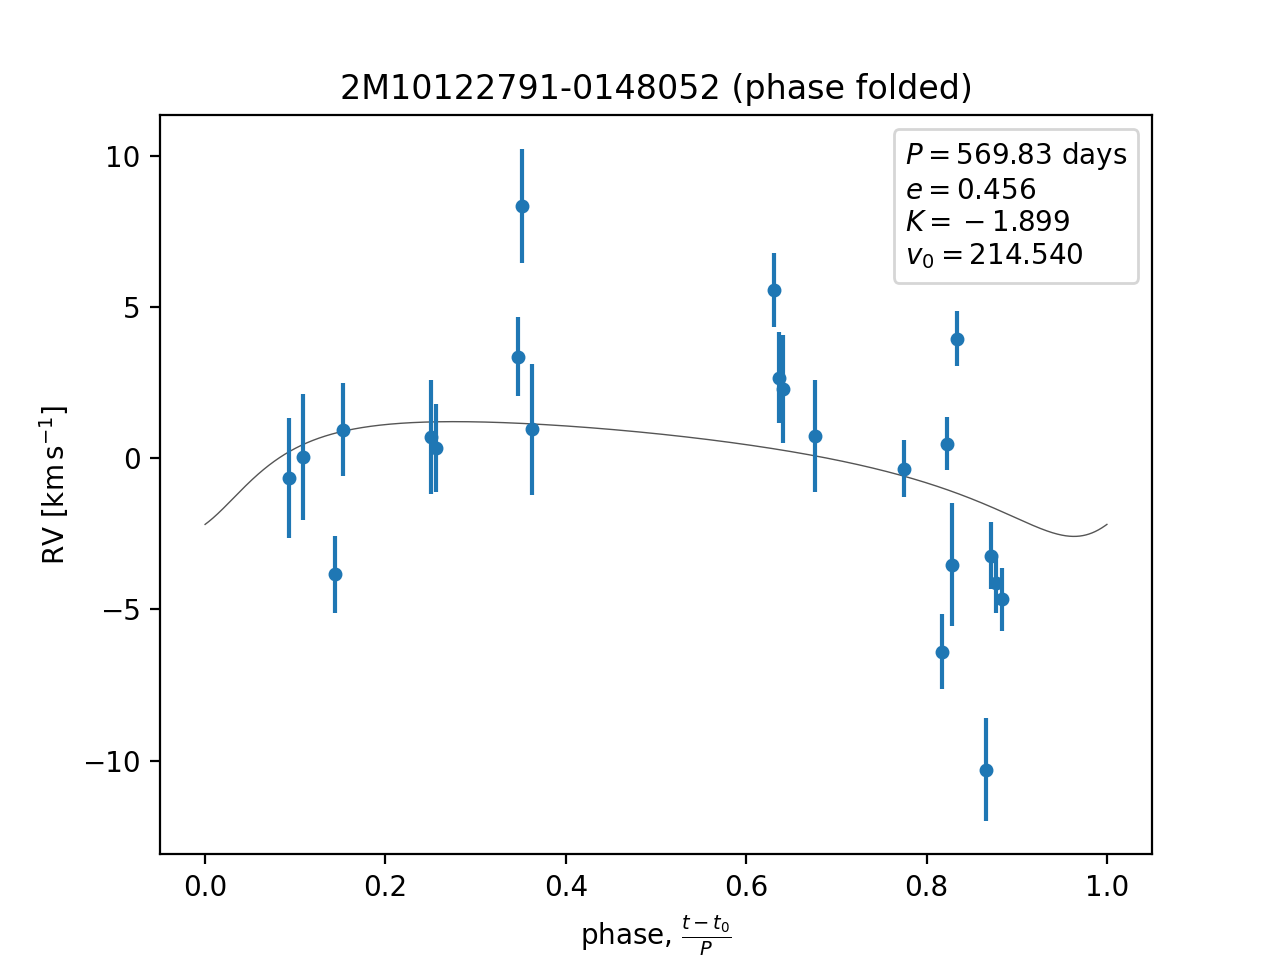 2M10122791-0148052 (phase folded)
P = 569.83 days
e = 0.456
K = −1.899
v₀ = 214.540
10
5
0
−5
−10
RV [km s⁻¹]
0.0 0.2 0.4 0.6 0.8 1.0
phase, (t − t₀)/P